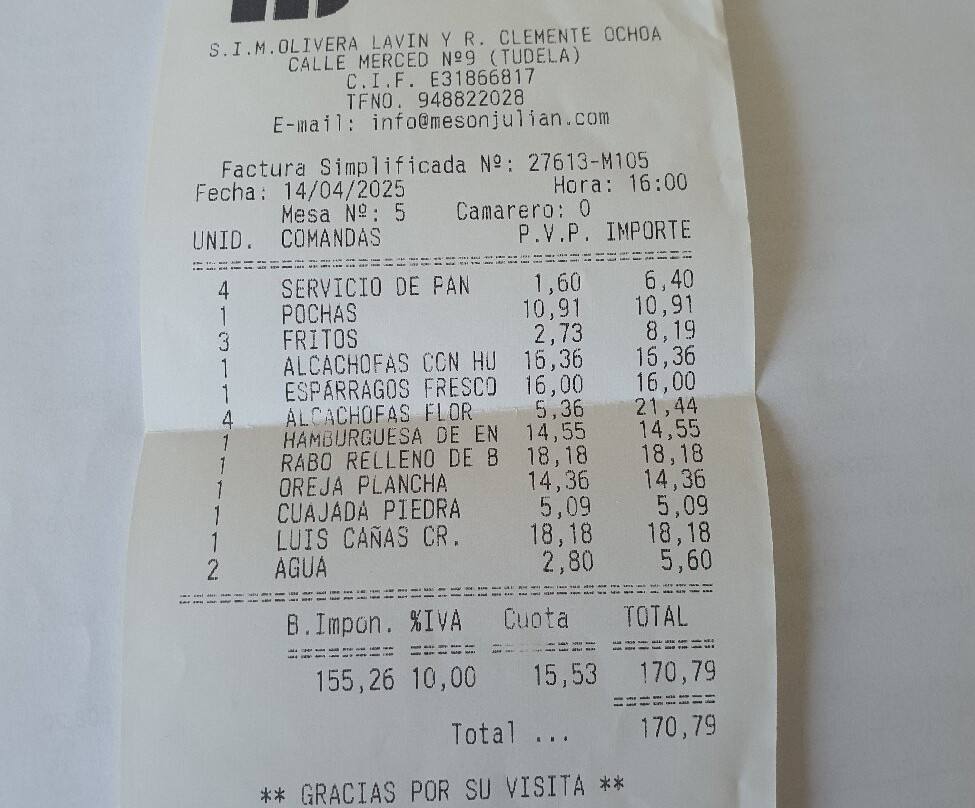 S.I.M.OLIVERA LAVIN Y R. CLEMENTE OCHOA
CALLE MERCED Nº9 (TUDELA)
C.I.F. E31866817
TFNO. 948822028
E-mail: info@mesonjulian.com
Factura Simplificada Nº: 27613-M105
Fecha: 14/04/2025 Hora: 16:00
Mesa Nº: 5 Camarero: 0
UNID. COMANDAS P.V.P. IMPORTE
4 SERVICIO DE PAN 1,60 6,40
1 POCHAS 10,91 10,91
3 FRITOS 2,73 8,19
1 ALCACHOFAS CON HU 16,36 16,36
1 ESPÁRRAGOS FRESCO 16,00 16,00
4 ALCACHOFAS FLOR 5,36 21,44
1 HAMBURGUESA DE EN 14,55 14,55
1 RABO RELLENO DE B 18,18 18,18
1 OREJA PLANCHA 14,36 14,36
1 CUAJADA PIEDRA 5,09 5,09
1 LUIS CAÑAS CR. 18,18 18,18
2 AGUA 2,80 5,60
B.Impon. %IVA Cuota TOTAL
155,26 10,00 15,53 170,79
Total ... 170,79
** GRACIAS POR SU VISITA **